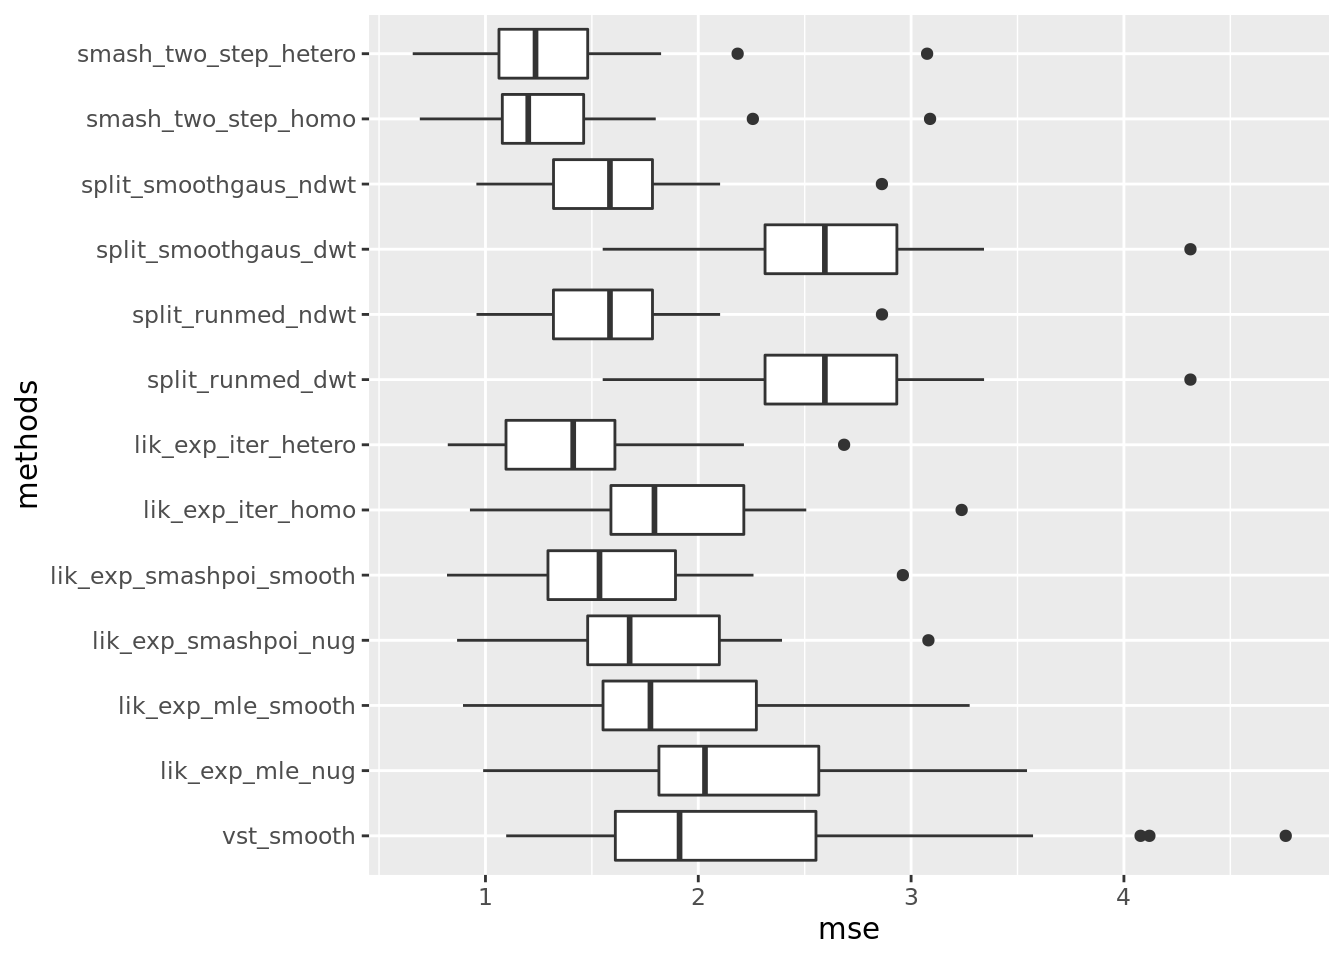 smash_two_step_hetero
smash_two_step_homo
split_smoothgaus_ndwt
split_smoothgaus_dwt
split_runmed_ndwt
split_runmed_dwt
lik_exp_iter_hetero
lik_exp_iter_homo
lik_exp_smashpoi_smooth
lik_exp_smashpoi_nug
lik_exp_mle_smooth
lik_exp_mle_nug
vst_smooth
methods
1 2 3 4
mse